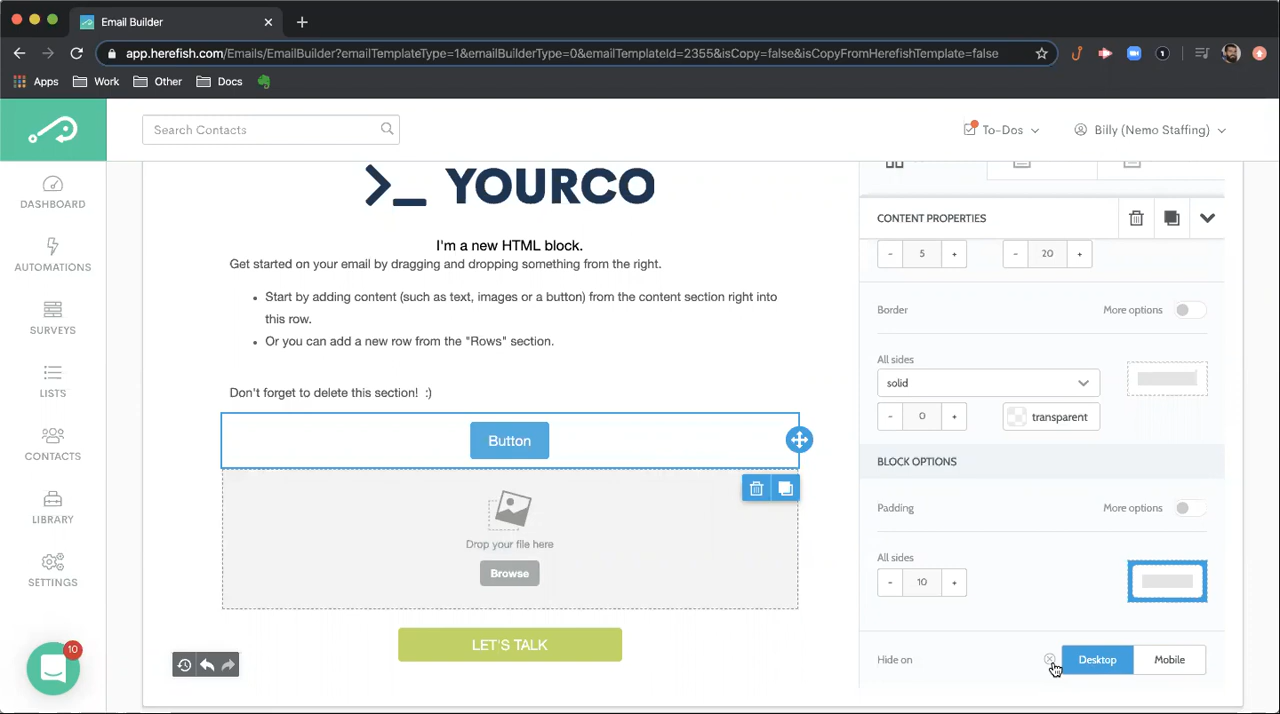 Email Builder
app.herefish.com/Emails/EmailBuilder?emailTemplateType=1&emailBuilderType=0&emailTemplateId=2355&isCopy=false&isCopyFromHerefishTemplate=false
Apps Work Other Docs
Search Contacts
To-Dos Billy (Nemo Staffing)
DASHBOARD
AUTOMATIONS
SURVEYS
LISTS
CONTACTS
LIBRARY
SETTINGS
10
>_ YOURCO
I'm a new HTML block.
Get started on your email by dragging and dropping something from the right.
• Start by adding content (such as text, images or a button) from the content section right into
this row.
• Or you can add a new row from the "Rows" section.
Don't forget to delete this section! :)
Button
Drop your file here
Browse
LET'S TALK
CONTENT PROPERTIES
- 5 + - 20 +
Border More options
All sides
solid
- 0 + transparent
BLOCK OPTIONS
Padding More options
All sides
- 10 +
Hide on Desktop Mobile